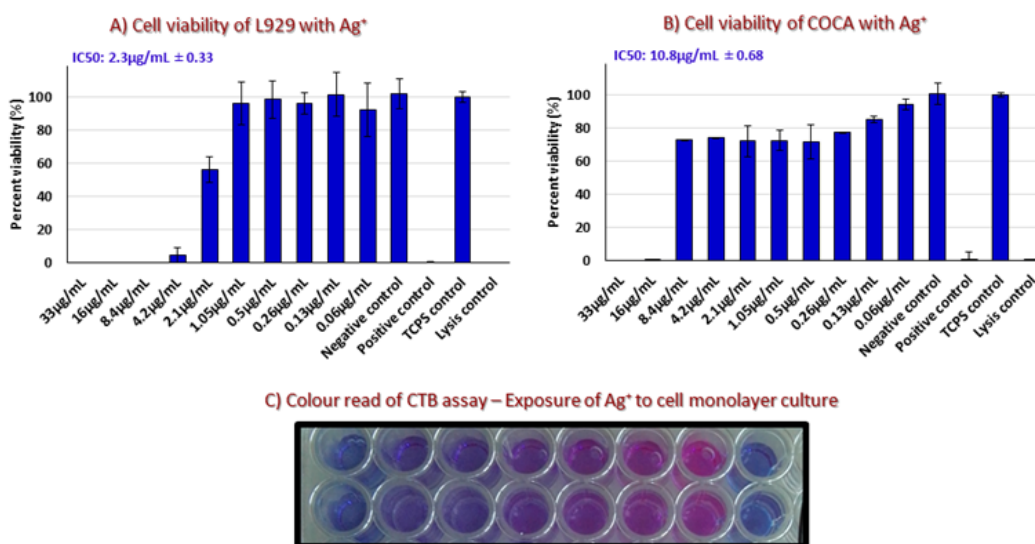 A) Cell viability of L929 with Ag⁺
IC50: 2.3µg/mL ± 0.33
Percent viability (%)
100
80
60
40
20
0
33µg/mL
16µg/mL
8.4µg/mL
4.2µg/mL
2.1µg/mL
1.05µg/mL
0.5µg/mL
0.26µg/mL
0.13µg/mL
0.06µg/mL
Negative control
Positive control
TCPS control
Lysis control
B) Cell viability of COCA with Ag⁺
IC50: 10.8µg/mL ± 0.68
Percent viability (%)
100
80
60
40
20
0
33µg/mL
16µg/mL
8.4µg/mL
4.2µg/mL
2.1µg/mL
1.05µg/mL
0.5µg/mL
0.26µg/mL
0.13µg/mL
0.06µg/mL
Negative control
Positive control
TCPS control
Lysis control
C) Colour read of CTB assay – Exposure of Ag⁺ to cell monolayer culture